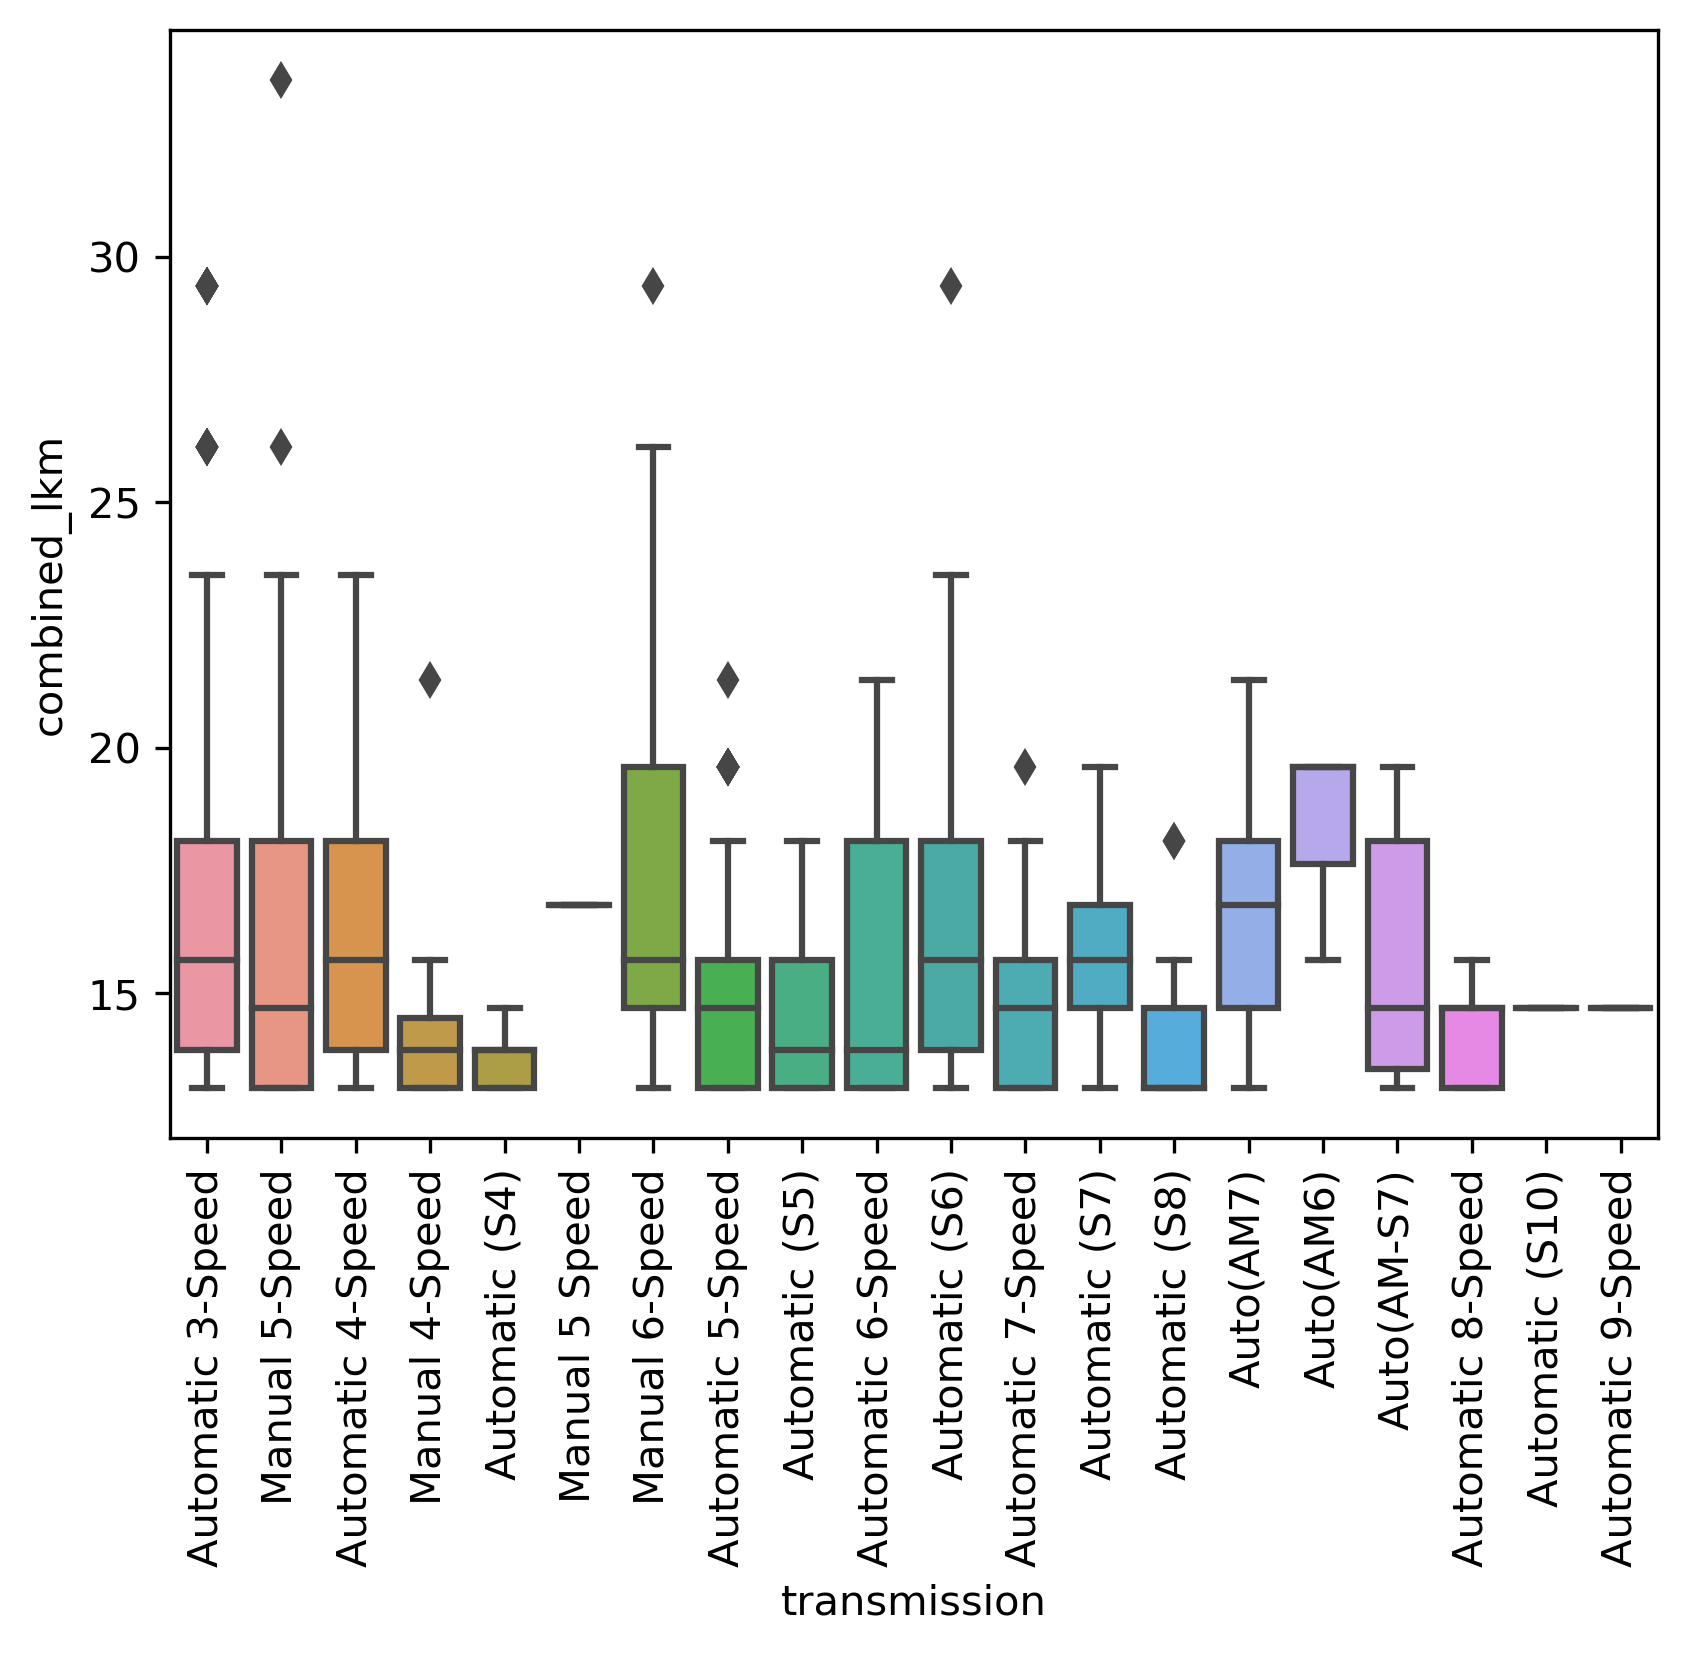 combined_lkm
30
25
20
15
Automatic 3-Speed
Manual 5-Speed
Automatic 4-Speed
Manual 4-Speed
Automatic (S4)
Manual 5 Speed
Manual 6-Speed
Automatic 5-Speed
Automatic (S5)
Automatic 6-Speed
Automatic (S6)
Automatic 7-Speed
Automatic (S7)
Automatic (S8)
Auto(AM7)
Auto(AM6)
Auto(AM-S7)
Automatic 8-Speed
Automatic (S10)
Automatic 9-Speed
transmission